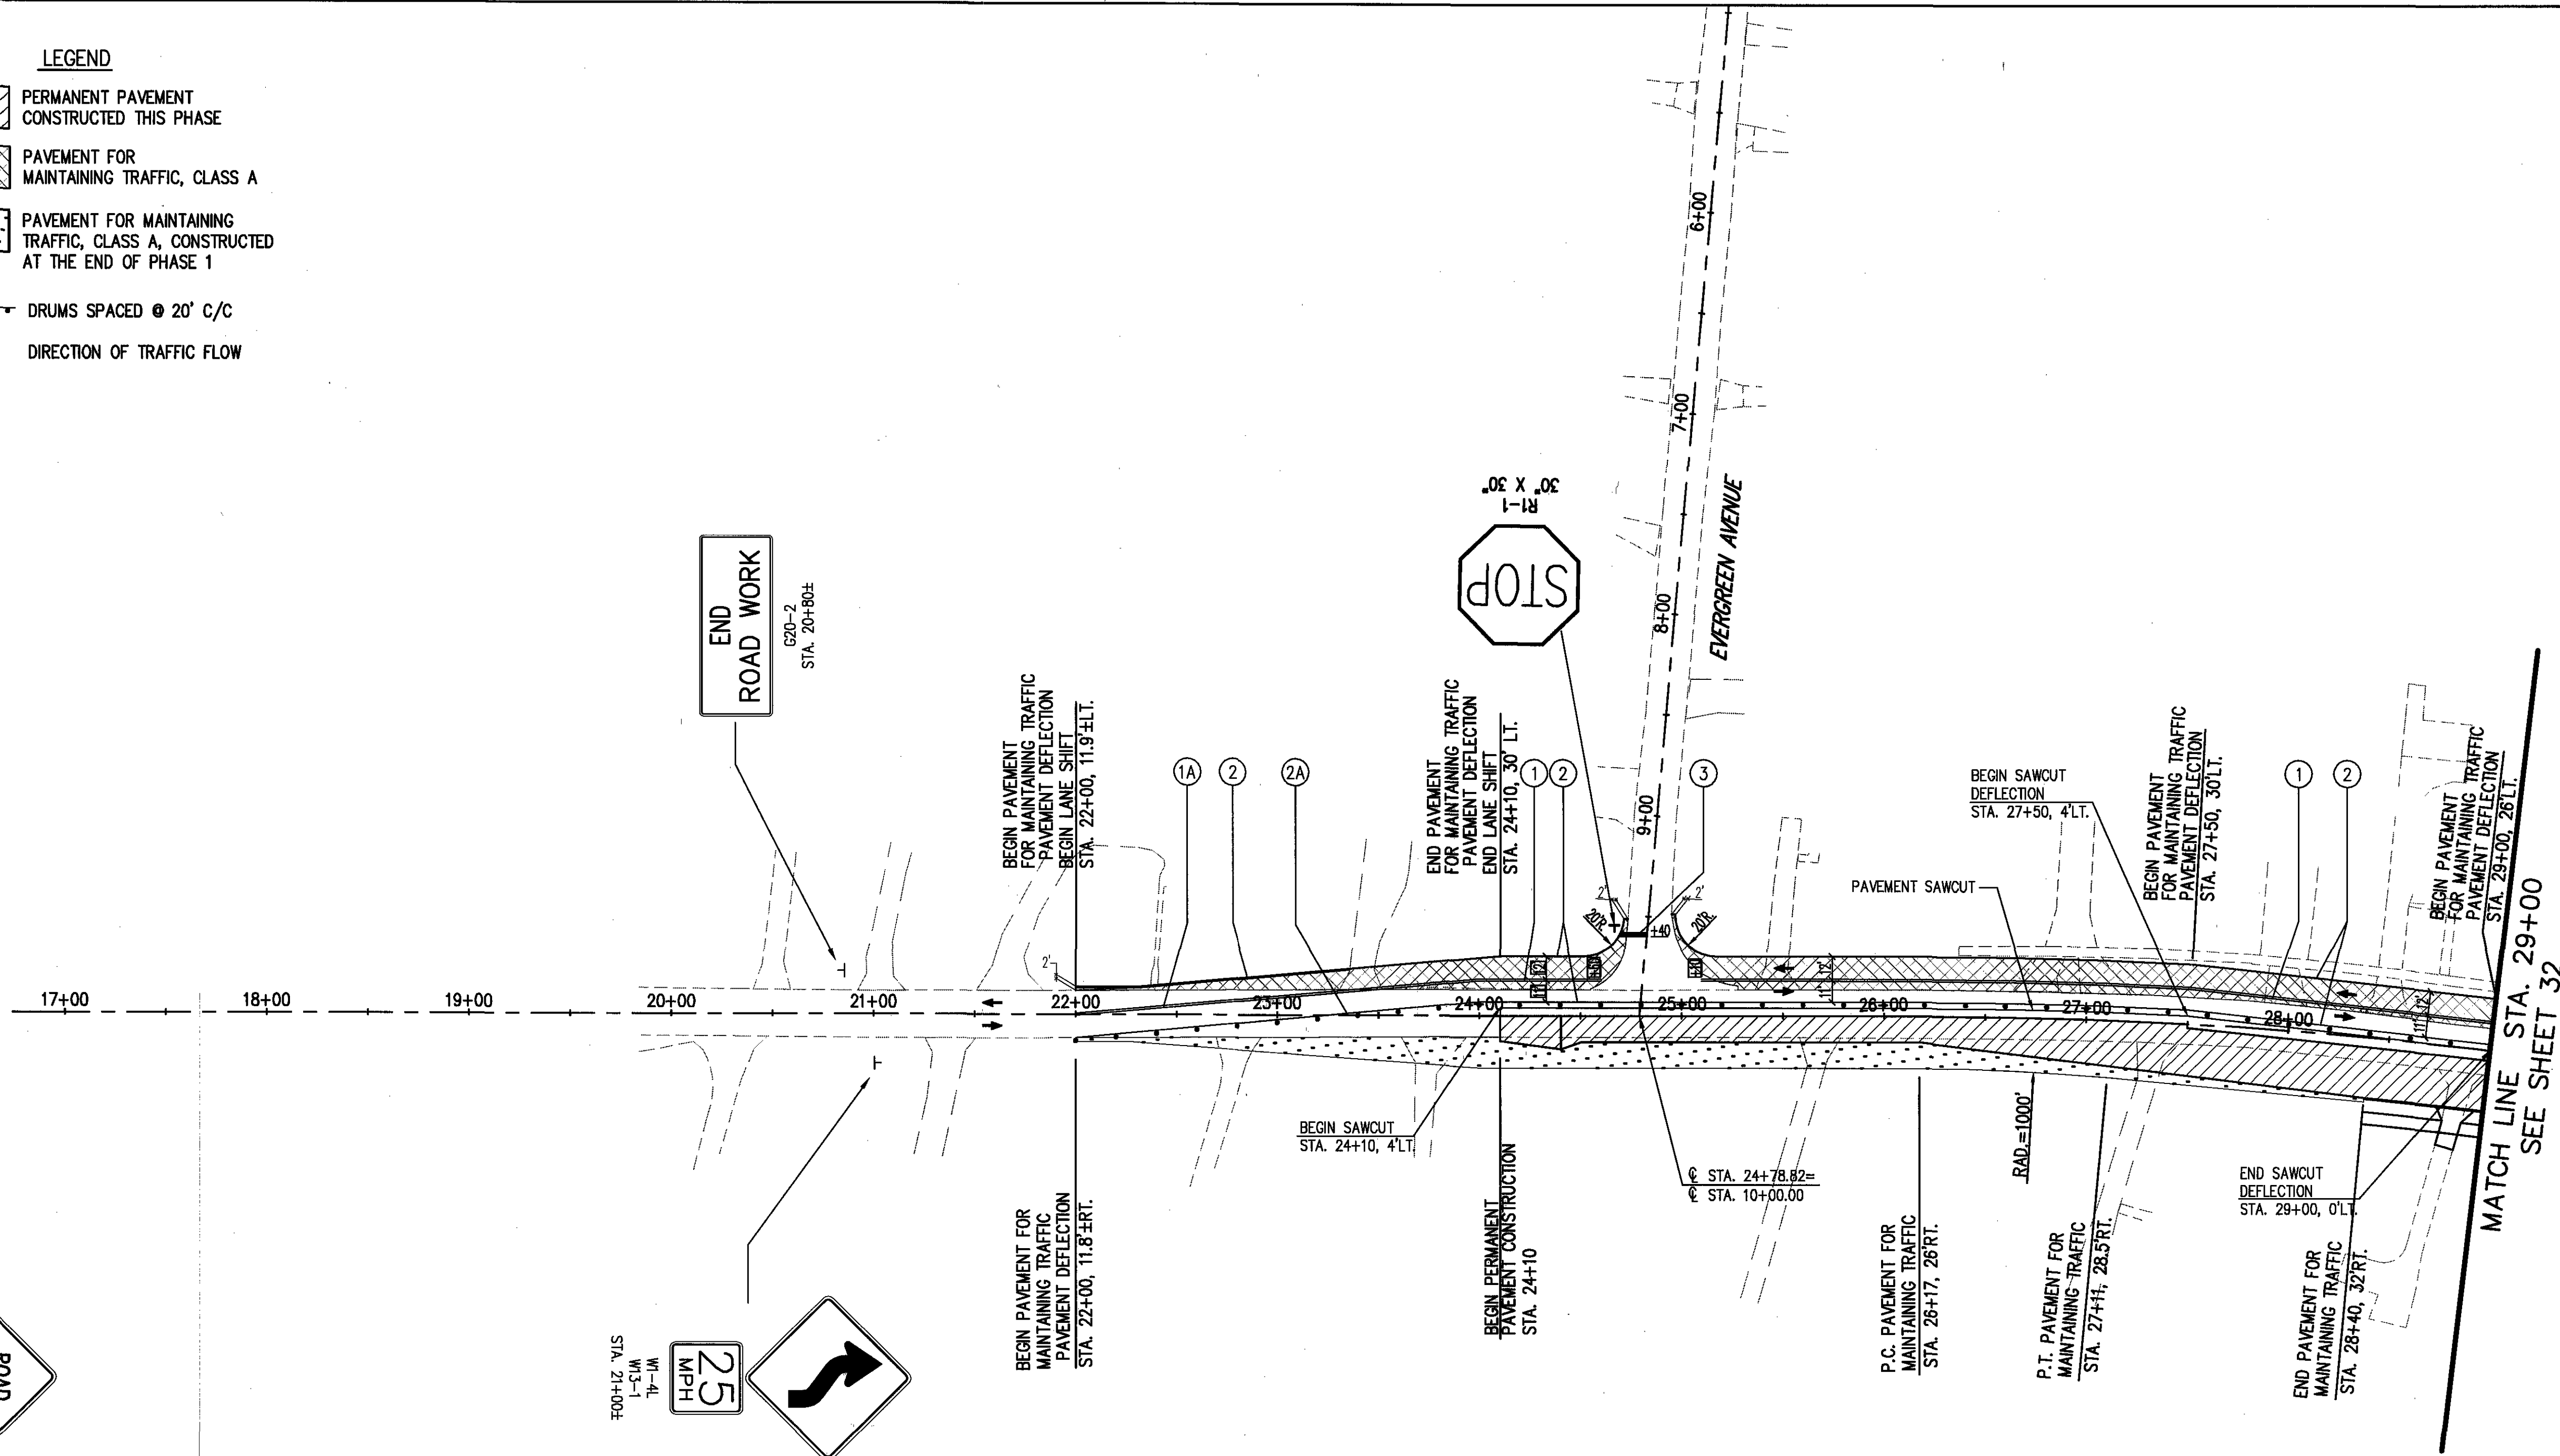 LEGEND
PERMANENT PAVEMENT
CONSTRUCTED THIS PHASE
PAVEMENT FOR
MAINTAINING TRAFFIC, CLASS A
PAVEMENT FOR MAINTAINING
TRAFFIC, CLASS A, CONSTRUCTED
AT THE END OF PHASE 1
DRUMS SPACED @ 20' C/C
DIRECTION OF TRAFFIC FLOW
6+00
7+00
8+00
9+00
EVERGREEN AVENUE
R1-1
30" X 30"
STOP
END
ROAD WORK
G20-2
STA. 20+80±
BEGIN PAVEMENT
FOR MAINTAINING TRAFFIC
PAVEMENT DEFLECTION
BEGIN LANE SHIFT
STA. 22+00, 11.9'±LT.
1A
2
2A
END PAVEMENT
FOR MAINTAINING TRAFFIC
PAVEMENT DEFLECTION
END LANE SHIFT
STA. 24+10, 30' LT.
1
2
3
BEGIN SAWCUT
DEFLECTION
STA. 27+50, 4'LT.
PAVEMENT SAWCUT
BEGIN PAVEMENT
FOR MAINTAINING TRAFFIC
PAVEMENT DEFLECTION
STA. 27+50, 30'LT.
1
2
BEGIN PAVEMENT
FOR MAINTAINING TRAFFIC
PAVEMENT DEFLECTION
STA. 29+00, 26'LT.
2'
2'
2'
20'R.
20'R.
±40
12'
11'
12'
11'
12'
11'
17+00
18+00
19+00
20+00
21+00
22+00
23+00
24+00
25+00
26+00
27+00
28+00
MATCH LINE STA. 29+00
SEE SHEET 32
BEGIN SAWCUT
STA. 24+10, 4'LT.
℄ STA. 24+78.82=
℄ STA. 10+00.00
RAD.=1000'
END SAWCUT
DEFLECTION
STA. 29+00, 0'LT.
BEGIN PAVEMENT FOR
MAINTAINING TRAFFIC
PAVEMENT DEFLECTION
STA. 22+00, 11.8'±RT.
BEGIN PERMANENT
PAVEMENT CONSTRUCTION
STA. 24+10
P.C. PAVEMENT FOR
MAINTAINING TRAFFIC
STA. 26+17, 26'RT.
P.T. PAVEMENT FOR
MAINTAINING TRAFFIC
STA. 27+11, 28.5'RT.
END PAVEMENT FOR
MAINTAINING TRAFFIC
STA. 28+40, 32'RT.
25
MPH
W1-4L
W13-1
STA. 21+00±
ROAD